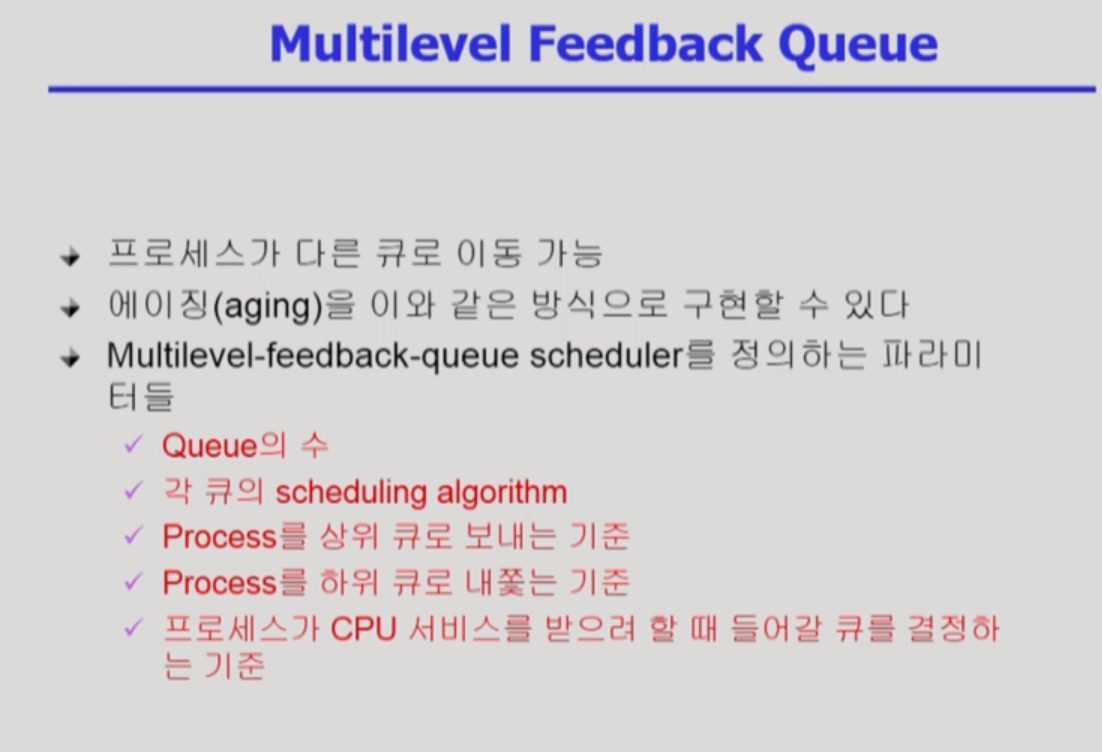 Multilevel Feedback Queue
프로세스가 다른 큐로 이동 가능
에이징(aging)을 이와 같은 방식으로 구현할 수 있다
Multilevel-feedback-queue scheduler를 정의하는 파라미
터들
Queue의 수
각 큐의 scheduling algorithm
Process를 상위 큐로 보내는 기준
Process를 하위 큐로 내쫓는 기준
프로세스가 CPU 서비스를 받으려 할 때 들어갈 큐를 결정하
는 기준